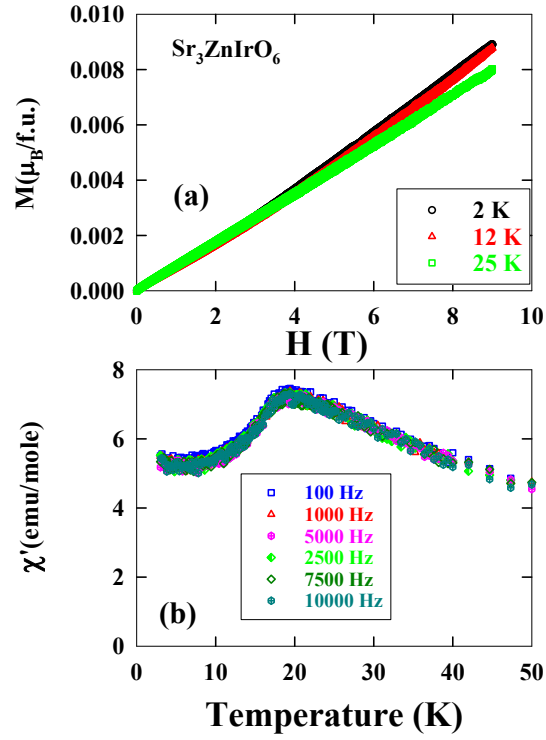 0.010
Sr₃ZnIrO₆
0.008
0.006
0.004
0.002
0.000
M(μ_B/f.u.)
(a)
2 K
12 K
25 K
0 2 4 6 8 10
H (T)
8
6
4
2
0
χ'(emu/mole)
100 Hz
1000 Hz
5000 Hz
2500 Hz
7500 Hz
10000 Hz
(b)
0 10 20 30 40 50
Temperature (K)